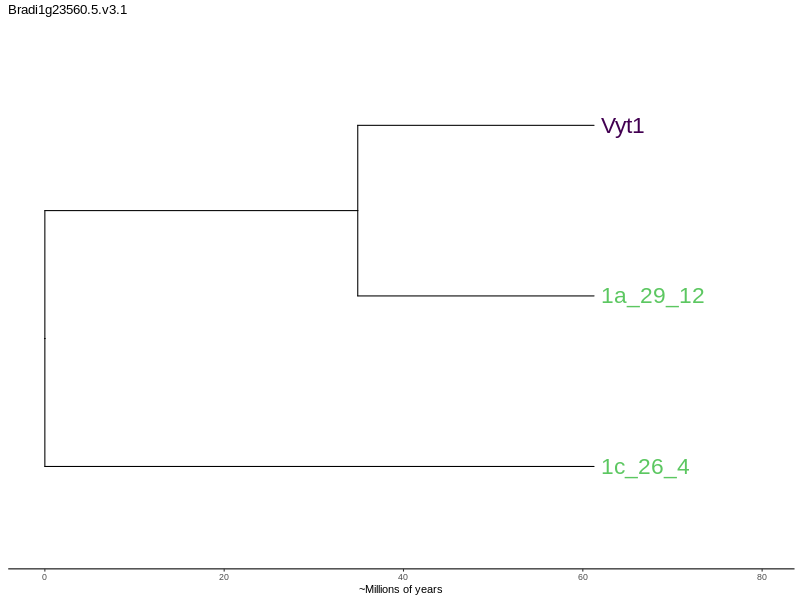 Bradi1g23560.5.v3.1
Vyt1
1a_29_12
1c_26_4
0 20 40 60 80
~Millions of years